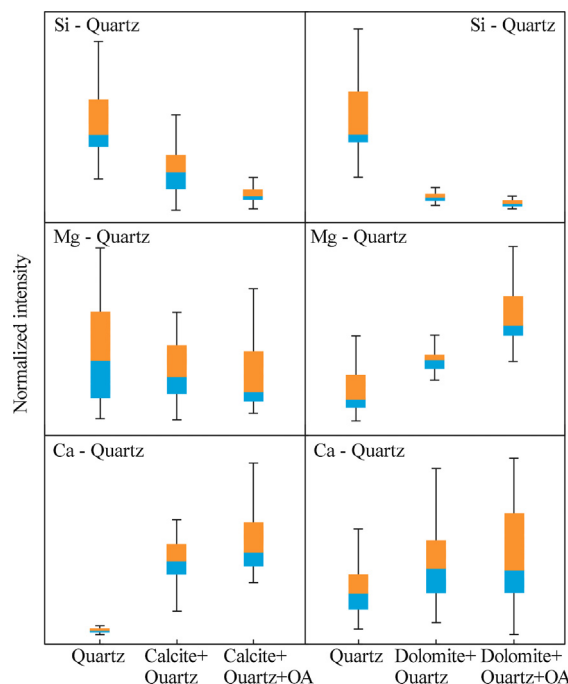 Si - Quartz
Si - Quartz
Mg - Quartz
Mg - Quartz
Ca - Quartz
Ca - Quartz
Normalized intensity
Quartz
Calcite+
Quartz
Calcite+
Quartz+OA
Quartz
Dolomite+
Quartz
Dolomite+
Quartz+OA